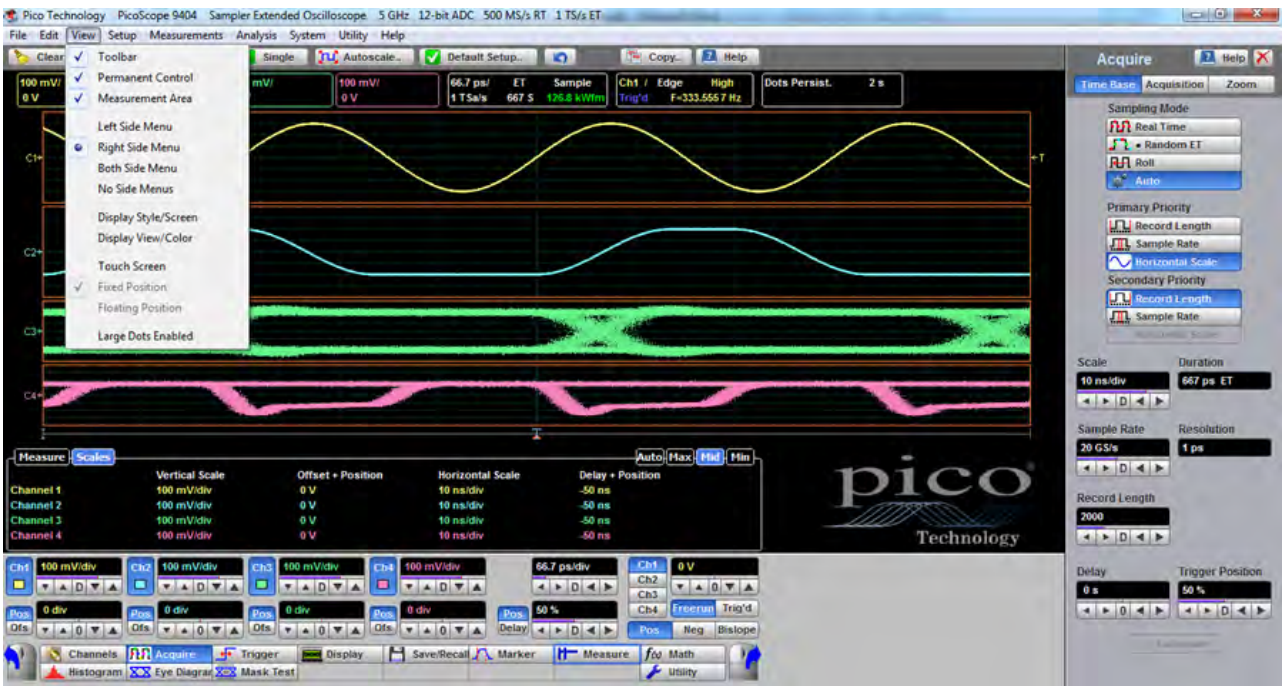 Pico Technology PicoScope 9404 Sampler Extended Oscilloscope 5 GHz 12-bit ADC 500 MS/s RT 1 TS/s ET
File Edit View Setup Measurements Analysis System Utility Help
Clear Single Autoscale.. Default Setup.. Copy.. Help
Toolbar
Permanent Control
Measurement Area
Left Side Menu
Right Side Menu
Both Side Menu
No Side Menus
Display Style/Screen
Display View/Color
Touch Screen
Fixed Position
Floating Position
Large Dots Enabled
100 mV/ mV/ 100 mV/ 66.7 ps/ ET Sample Ch1 / Edge High Dots Persist. 2 s
0 V 0 V 1 TSa/s 667 S 126.8 kWfm Trig'd F=333.555 7 Hz
C1
T
C2
C3
C4
T
Measure Scales Auto Max Mid Min
Vertical Scale Offset + Position Horizontal Scale Delay + Position
Channel 1 100 mV/div 0 V 10 ns/div -50 ns
Channel 2 100 mV/div 0 V 10 ns/div -50 ns
Channel 3 100 mV/div 0 V 10 ns/div -50 ns
Channel 4 100 mV/div 0 V 10 ns/div -50 ns
pico
Technology
Ch1 100 mV/div Ch2 100 mV/div Ch3 100 mV/div Ch4 100 mV/div 66.7 ps/div Ch1 0 V
D D D D D Ch2 0
Ch3
Pos 0 div Pos 0 div Pos 0 div Pos 0 div Pos 50 % Ch4 Freerun Trig'd
Ofs 0 Ofs 0 Ofs 0 Ofs 0 Delay D Pos Neg Bislope
Channels Acquire Trigger Display Save/Recall Marker Measure f(x) Math
Histogram Eye Diagram Mask Test Utility
Acquire Help
Time Base Acquisition Zoom
Sampling Mode
Real Time
Random ET
Roll
Auto
Primary Priority
Record Length
Sample Rate
Horizontal Scale
Secondary Priority
Record Length
Sample Rate
Scale Duration
10 ns/div 667 ps ET
D
Sample Rate Resolution
20 GS/s 1 ps
D
Record Length
2000
D
Delay Trigger Position
0 s 50 %
0 D